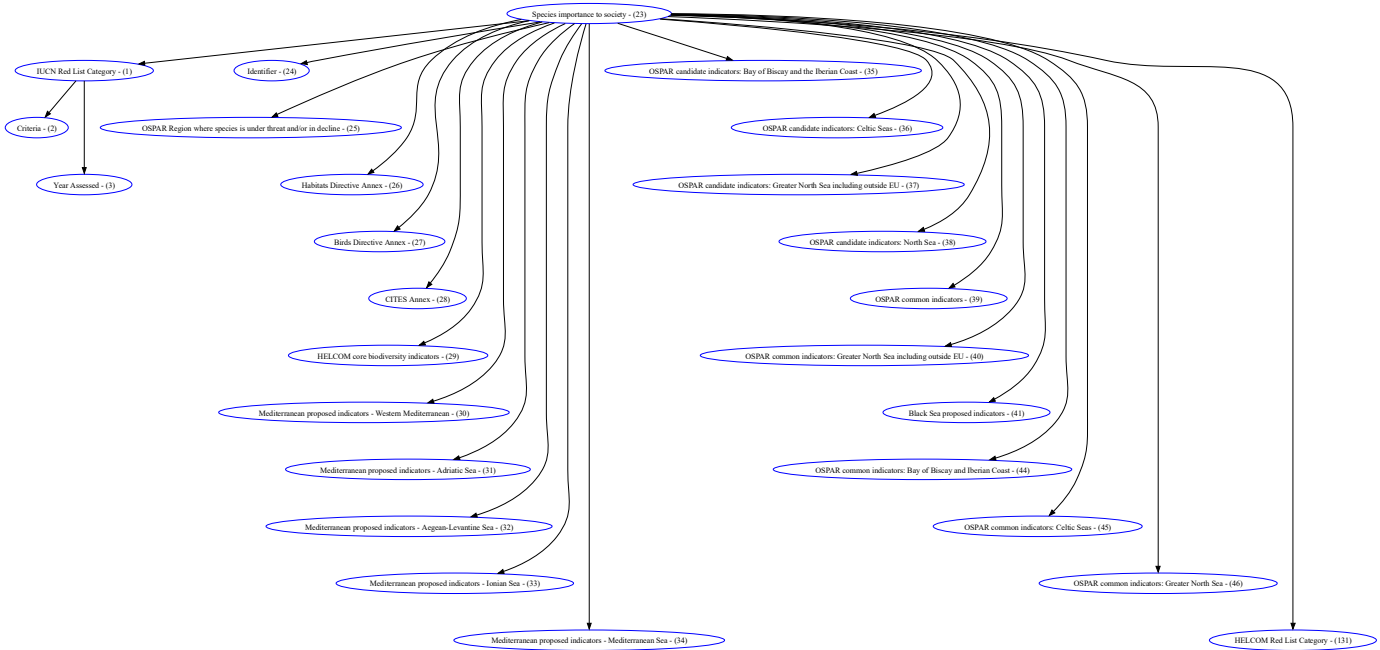 Species importance to society - (23)
IUCN Red List Category - (1)
Identifier - (24)
OSPAR candidate indicators: Bay of Biscay and the Iberian Coast - (35)
Criteria - (2)
OSPAR Region where species is under threat and/or in decline - (25)
OSPAR candidate indicators: Celtic Seas - (36)
Year Assessed - (3)
Habitats Directive Annex - (26)
OSPAR candidate indicators: Greater North Sea including outside EU - (37)
Birds Directive Annex - (27)
OSPAR candidate indicators: North Sea - (38)
CITES Annex - (28)
OSPAR common indicators - (39)
HELCOM core biodiversity indicators - (29)
OSPAR common indicators: Greater North Sea including outside EU - (40)
Mediterranean proposed indicators - Western Mediterranean - (30)
Black Sea proposed indicators - (41)
Mediterranean proposed indicators - Adriatic Sea - (31)
OSPAR common indicators: Bay of Biscay and Iberian Coast - (44)
Mediterranean proposed indicators - Aegean-Levantine Sea - (32)
OSPAR common indicators: Celtic Seas - (45)
Mediterranean proposed indicators - Ionian Sea - (33)
OSPAR common indicators: Greater North Sea - (46)
Mediterranean proposed indicators - Mediterranean Sea - (34)
HELCOM Red List Category - (131)